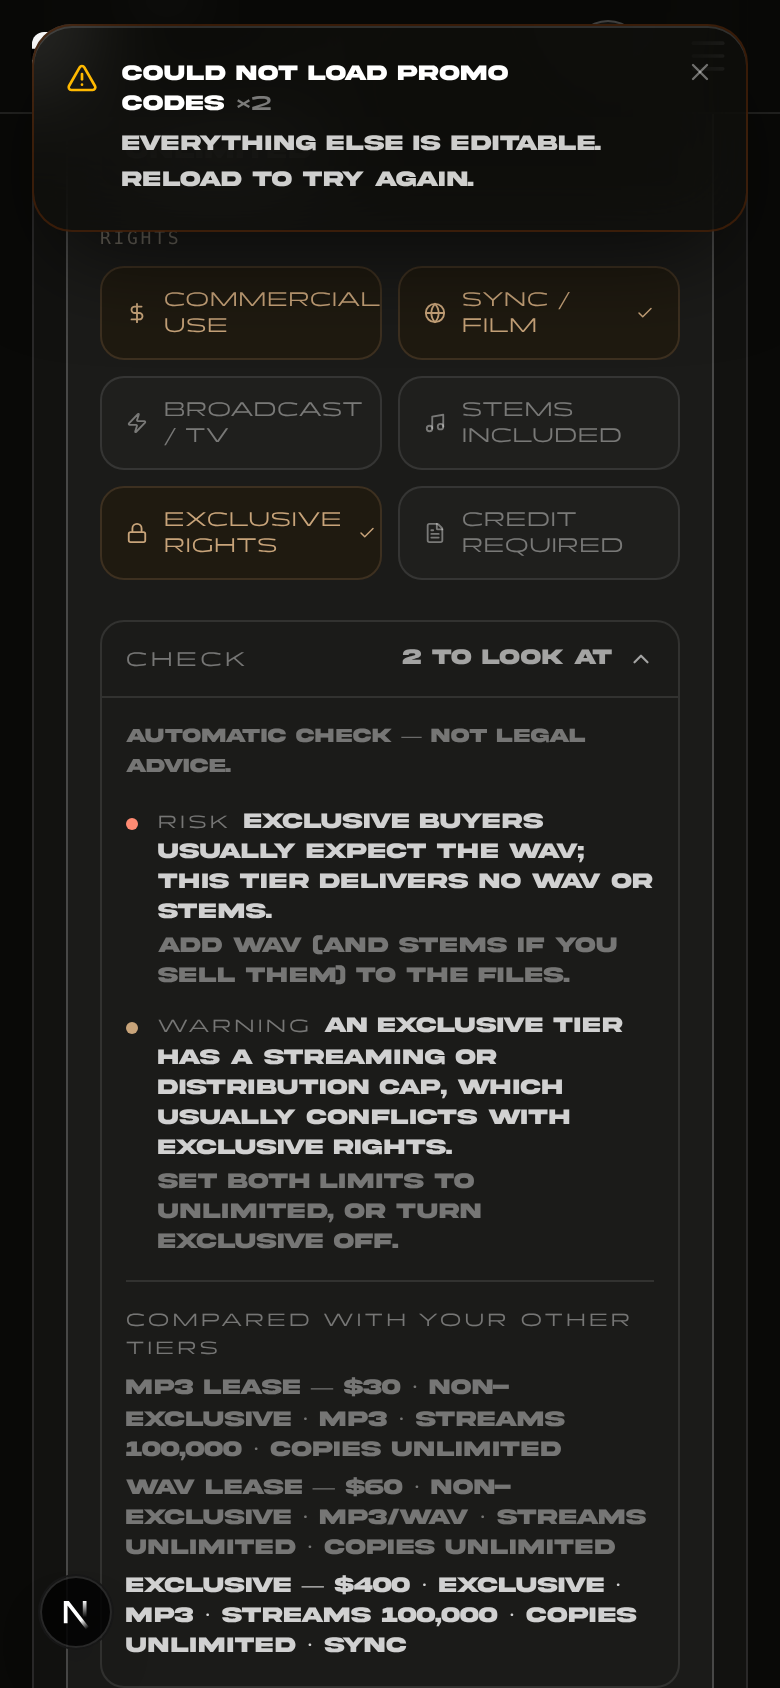 COULD NOT LOAD PROMO
CODES ×2
EVERYTHING ELSE IS EDITABLE.
RELOAD TO TRY AGAIN.
RIGHTS
COMMERCIAL
USE
SYNC /
FILM
BROADCAST
/ TV
STEMS
INCLUDED
EXCLUSIVE
RIGHTS
CREDIT
REQUIRED
CHECK
2 TO LOOK AT
AUTOMATIC CHECK — NOT LEGAL
ADVICE.
RISK EXCLUSIVE BUYERS
USUALLY EXPECT THE WAV;
THIS TIER DELIVERS NO WAV OR
STEMS.
ADD WAV (AND STEMS IF YOU
SELL THEM) TO THE FILES.
WARNING AN EXCLUSIVE TIER
HAS A STREAMING OR
DISTRIBUTION CAP, WHICH
USUALLY CONFLICTS WITH
EXCLUSIVE RIGHTS.
SET BOTH LIMITS TO
UNLIMITED, OR TURN
EXCLUSIVE OFF.
COMPARED WITH YOUR OTHER
TIERS
MP3 LEASE — $30 · NON-
EXCLUSIVE · MP3 · STREAMS
100,000 · COPIES UNLIMITED
WAV LEASE — $60 · NON-
EXCLUSIVE · MP3/WAV · STREAMS
UNLIMITED · COPIES UNLIMITED
EXCLUSIVE — $400 · EXCLUSIVE ·
MP3 · STREAMS 100,000 · COPIES
UNLIMITED · SYNC
N